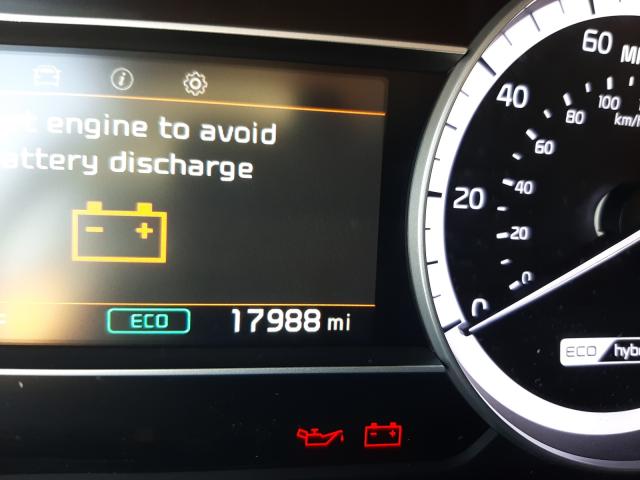 engine to avoid
attery discharge
ECO
17988 mi
60
40
20
0
100
80
60
40
20
0
km/h
ECO